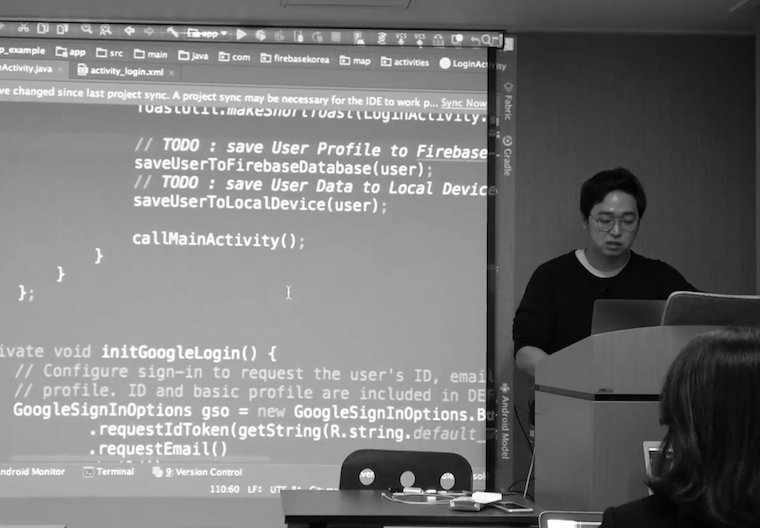 p_example app src main java com firebasekorea map activities LoginActivity
Activity.java activity_login.xml
ve changed since last project sync. A project sync may be necessary for the IDE to work p... Sync Now
ToastUtil.makeShortToast(LoginActivity.
// TODO : save User Profile to Firebase
saveUserToFirebaseDatabase(user);
// TODO : save User Data to Local Device
saveUserToLocalDevice(user);
callMainActivity();
}
}
};
ivate void initGoogleLogin() {
// Configure sign-in to request the user's ID, email
// profile. ID and basic profile are included in DEF
GoogleSignInOptions gso = new GoogleSignInOptions.Bu
.requestIdToken(getString(R.string.default_
.requestEmail()
ndroid Monitor Terminal 9: Version Control
110:60 LF: UTF-8:
Fabric
Gradle
Android Model